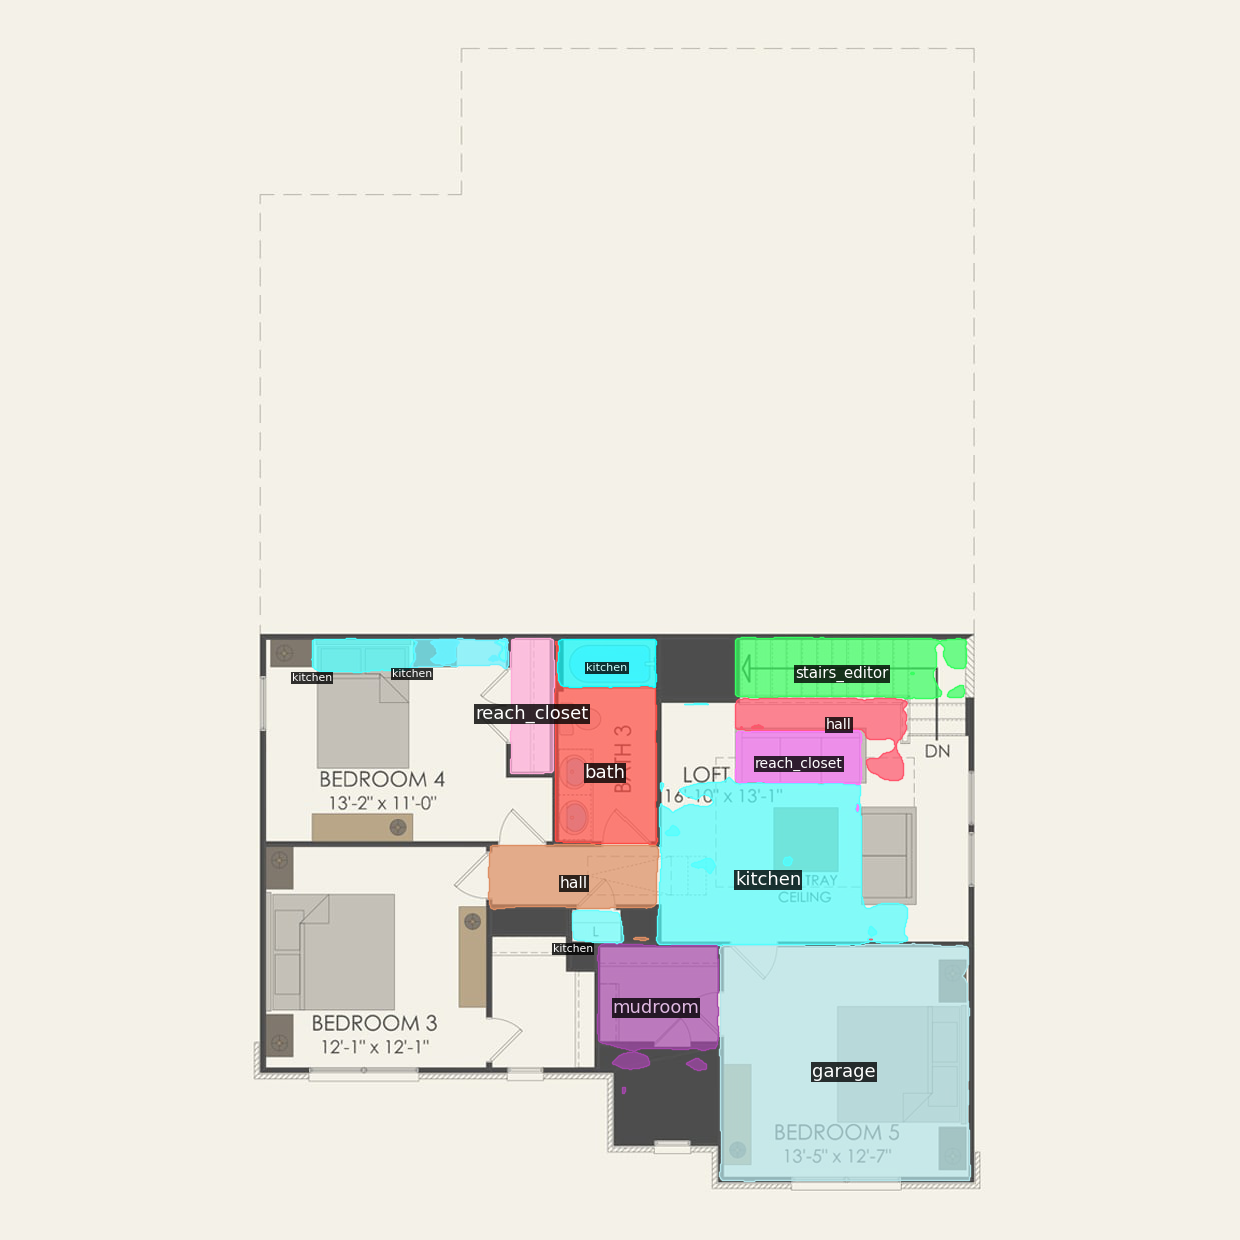 kitchen
kitchen
kitchen
stairs_editor
reach_closet
hall
BATH 3
DN
reach_closet
bath
LOFT
BEDROOM 4
13'-2" x 11'-0"
16'-10" x 13'-1"
kitchen
TRAY
CEILING
hall
L
kitchen
mudroom
BEDROOM 3
12'-1" x 12'-1"
garage
BEDROOM 5
13'-5" x 12'-7"